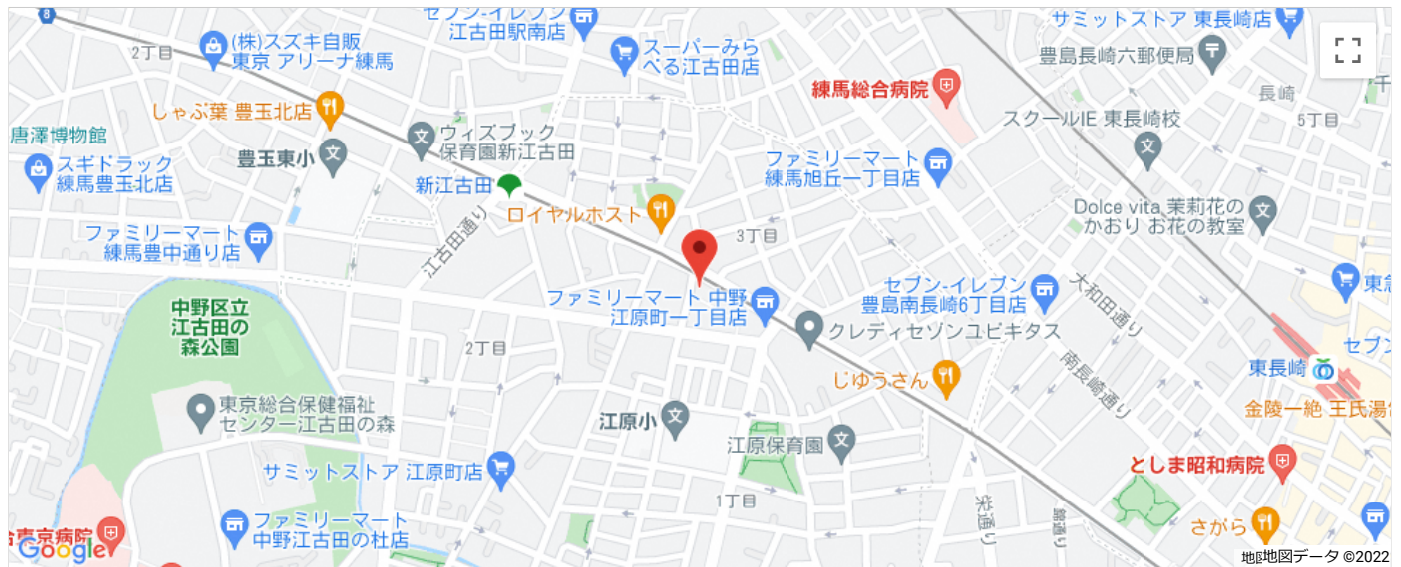 8
セブン-イレブン
江古田駅南店
サミットストア 東長崎店
2丁目
(株)スズキ自販
東京 アリーナ練馬
スーパーみら
べる江古田店
豊島長崎六郵便局
練馬総合病院
長崎
千
しゃぶ葉 豊玉北店
スクールIE 東長崎校
5丁目
唐澤博物館
ウィズブック
保育園新江古田
豊玉東小
スギドラッグ
練馬豊玉北店
ファミリーマート
練馬旭丘一丁目店
新江古田
ロイヤルホスト
Dolce vita 茉莉花の
かおり お花の教室
ファミリーマート
練馬豊中通り店
江古田通り
3丁目
大和田通り
東急
セブン-イレブン
豊島南長崎6丁目店
ファミリーマート 中野
江原町一丁目店
中野区立
江古田の
森公園
クレディセゾンユビキタス
2丁目
セブン
南長崎通り
東長崎
じゆうさん
東京総合保健福祉
センター江古田の森
江原小
金陵一絶 王氏湯包
江原保育園
サミットストア 江原町店
としま昭和病院
1丁目
栄通り
ファミリーマート
中野江古田の杜店
さがら
合東京病院
Google
地図データ ©2022